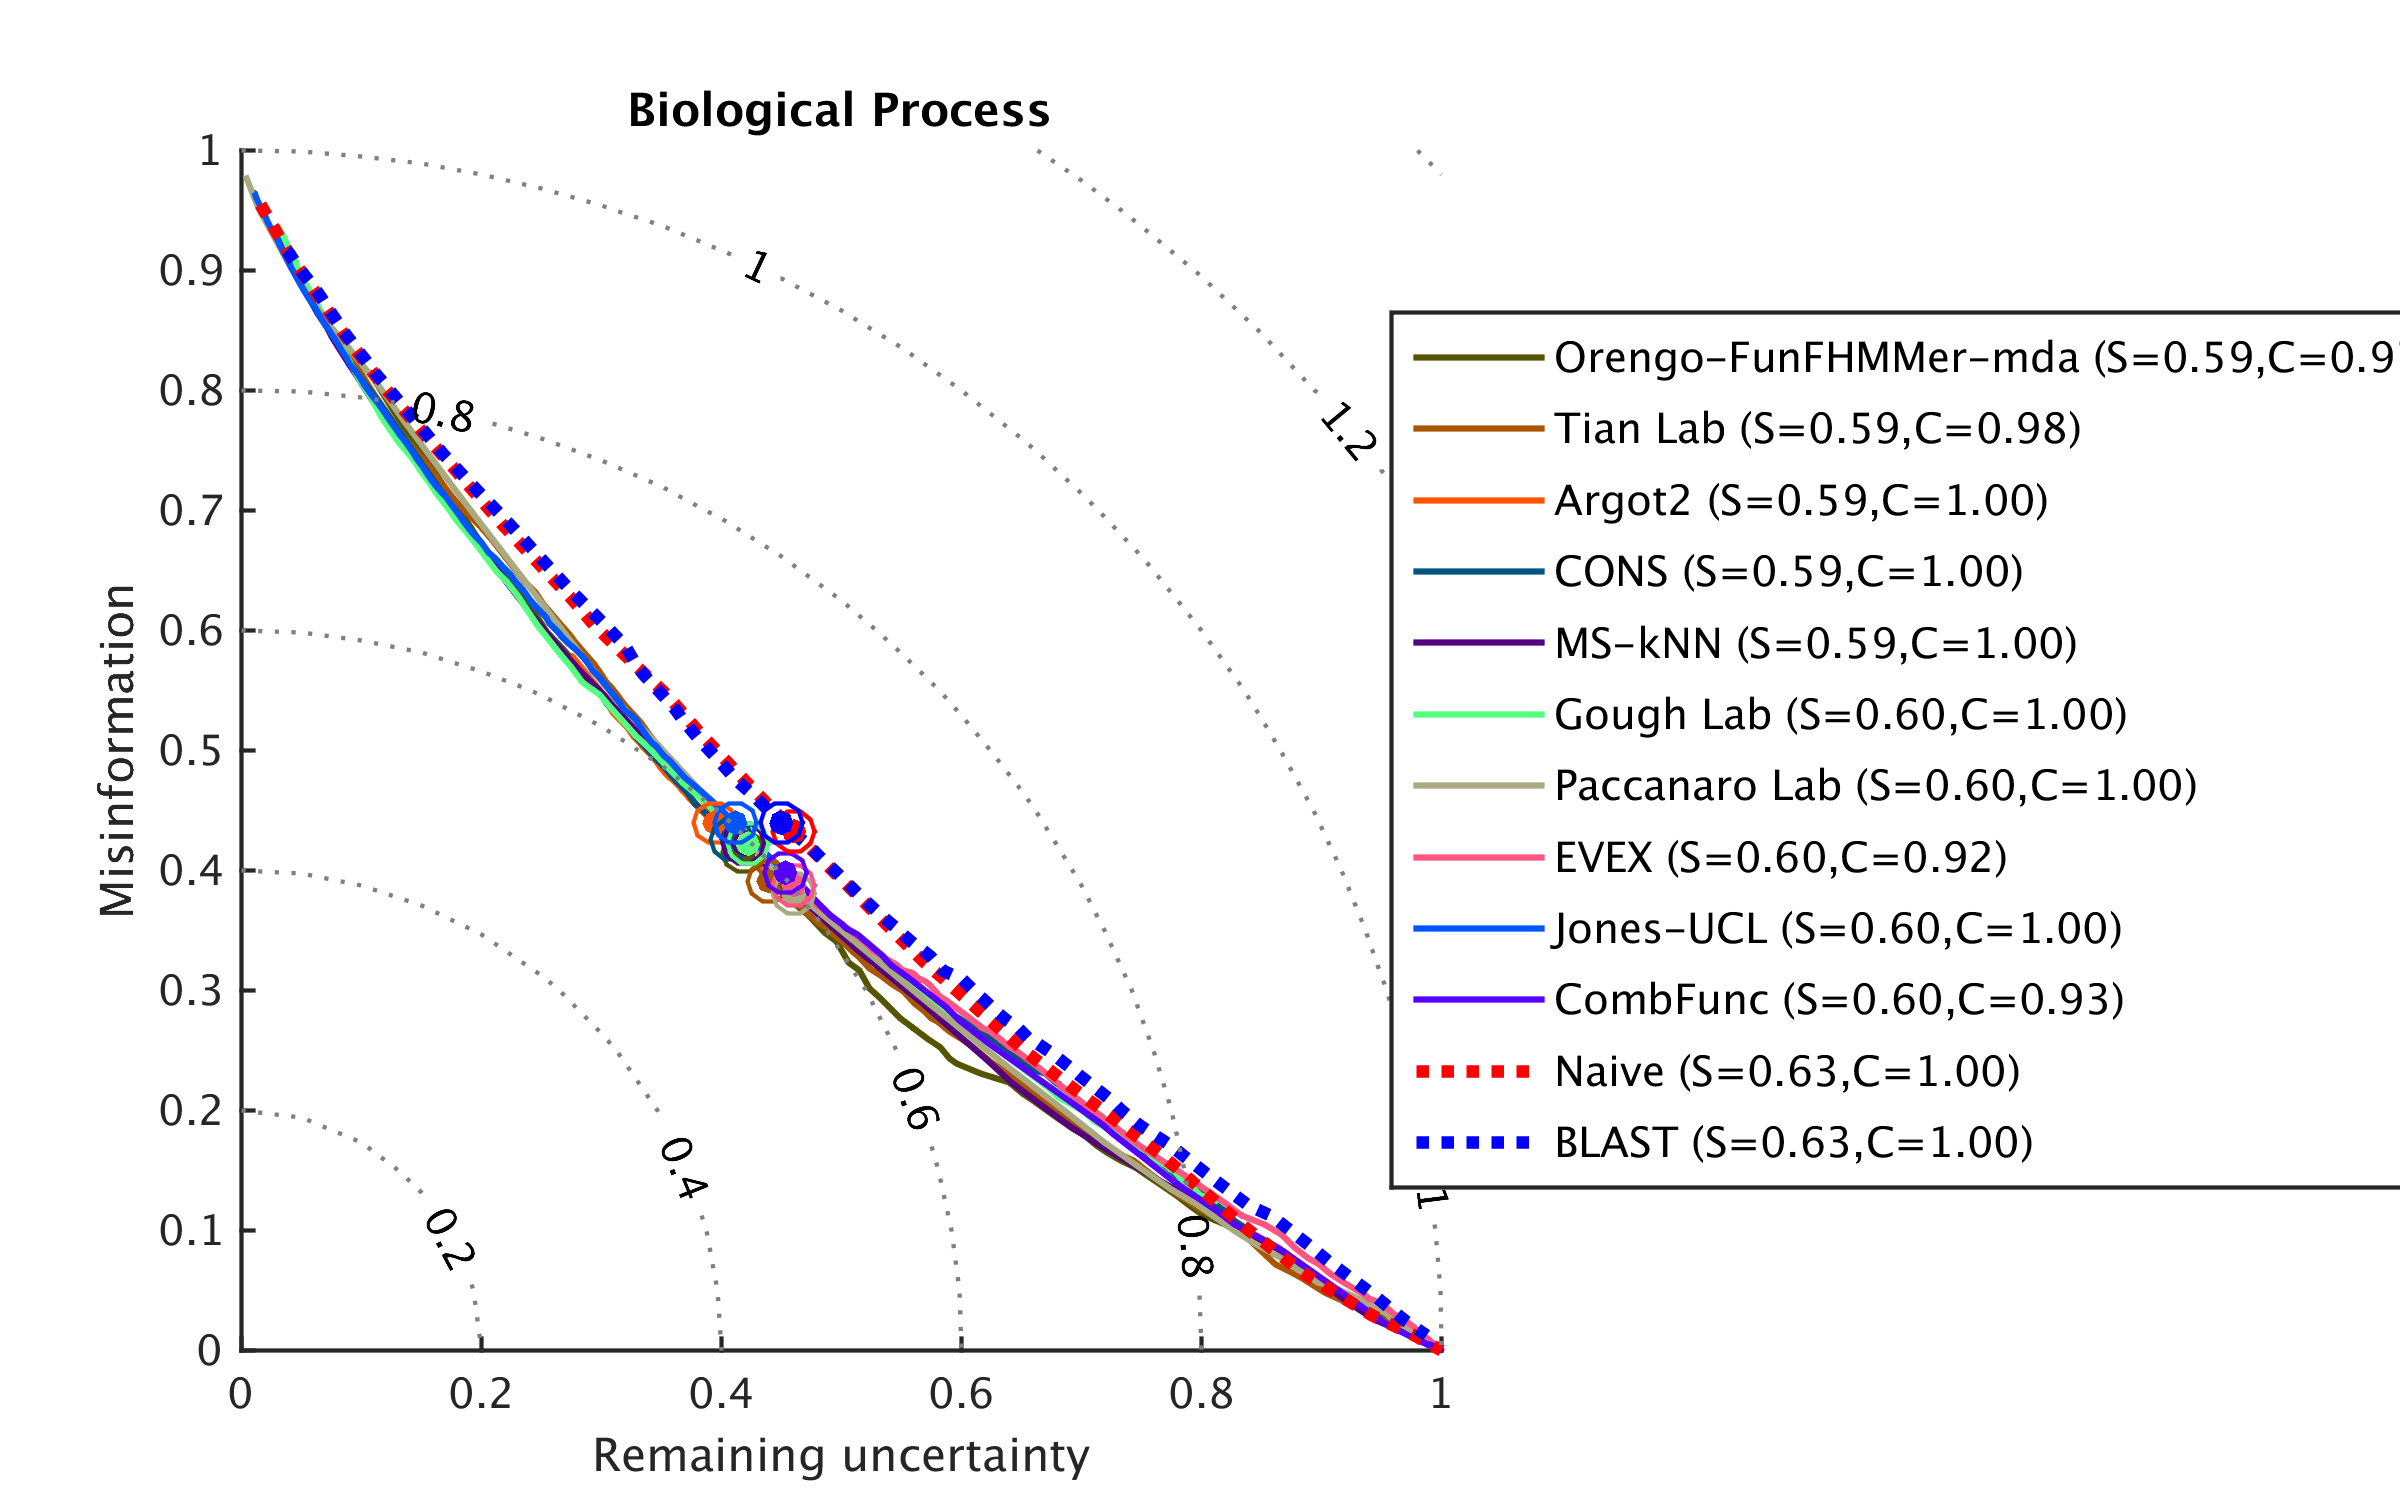 Biological Process
1
0.9
0.8
0.7
0.6
0.5
0.4
0.3
0.2
0.1
0
Misinformation
0
0.2
0.4
0.6
0.8
1
Remaining uncertainty
1
0.8
1.2
0.6
0.4
0.2
0.8
1
Orengo-FunFHMMer-mda (S=0.59,C=0.9
Tian Lab (S=0.59,C=0.98)
Argot2 (S=0.59,C=1.00)
CONS (S=0.59,C=1.00)
MS-kNN (S=0.59,C=1.00)
Gough Lab (S=0.60,C=1.00)
Paccanaro Lab (S=0.60,C=1.00)
EVEX (S=0.60,C=0.92)
Jones-UCL (S=0.60,C=1.00)
CombFunc (S=0.60,C=0.93)
Naive (S=0.63,C=1.00)
BLAST (S=0.63,C=1.00)